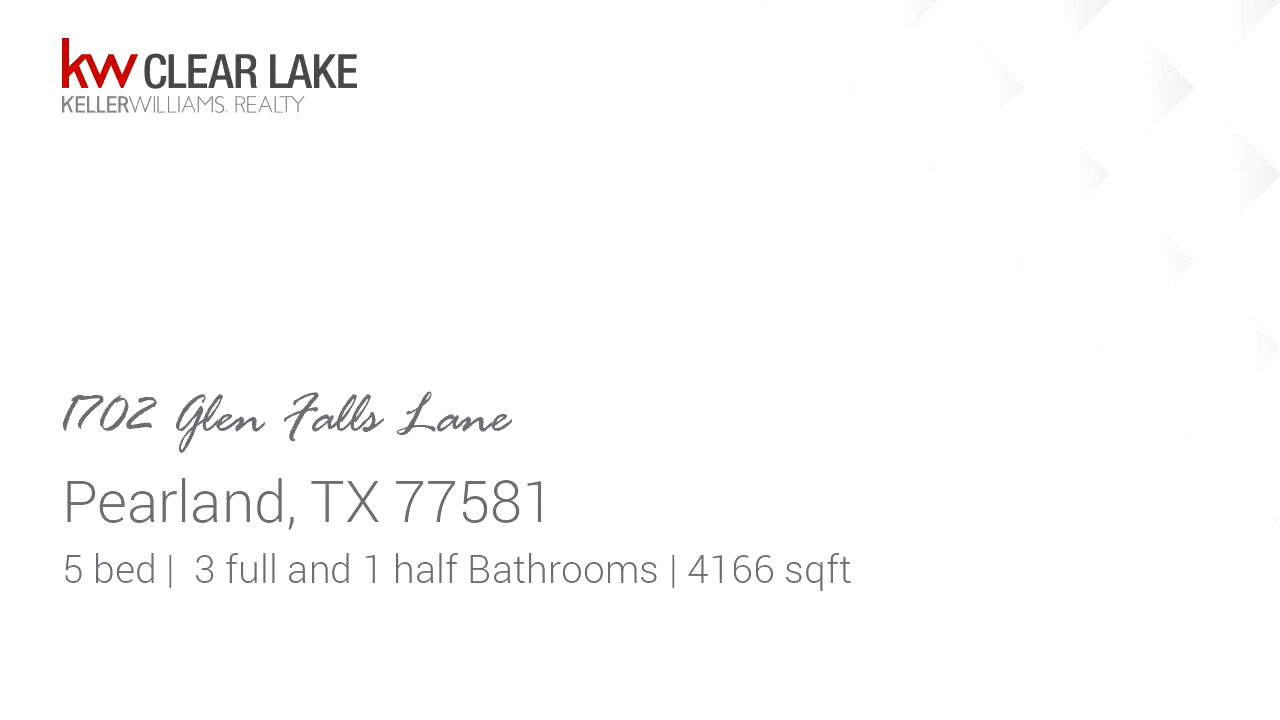 kw CLEAR LAKE
KELLERWILLIAMS. REALTY
1702 Glen Falls Lane
Pearland, TX 77581
5 bed | 3 full and 1 half Bathrooms | 4166 sqft